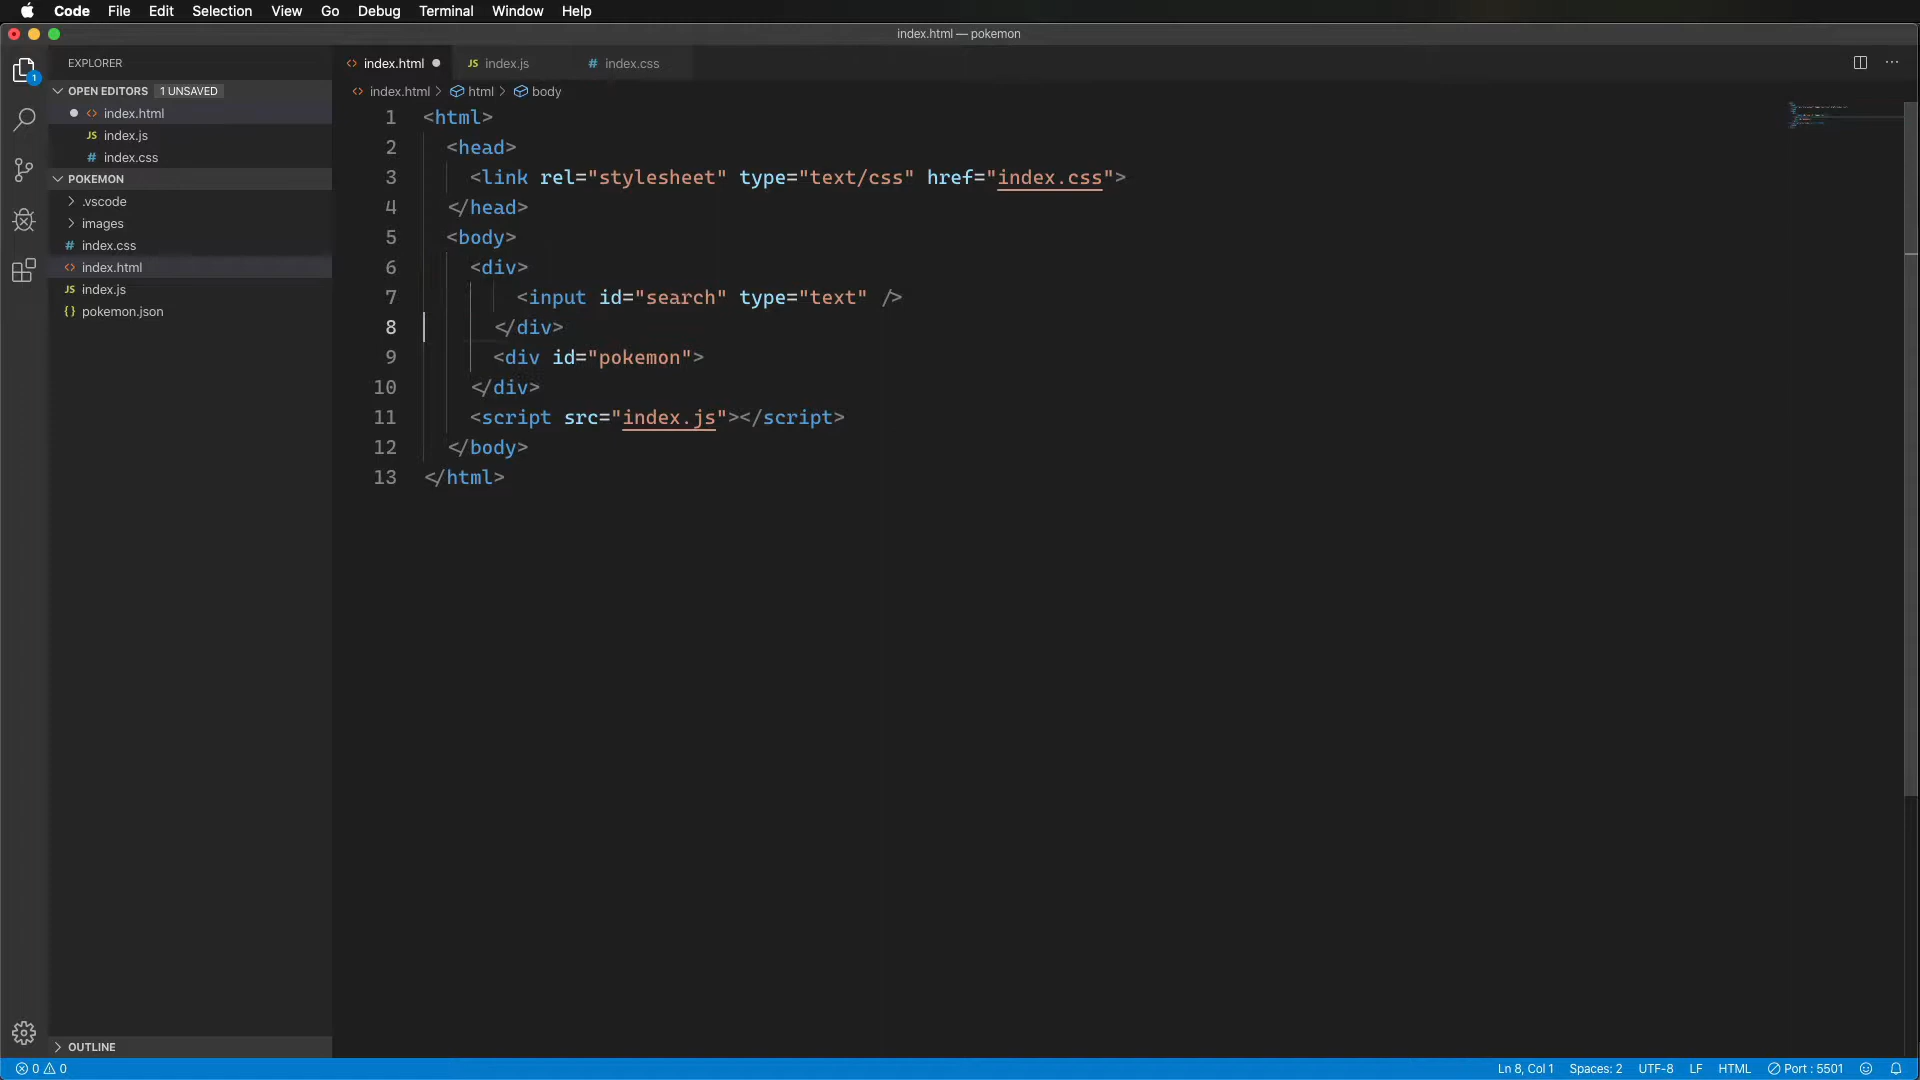 Code File Edit Selection View Go Debug Terminal Window Help
index.html — pokemon
EXPLORER
OPEN EDITORS 1 UNSAVED
index.html
JS index.js
# index.css
POKEMON
.vscode
images
# index.css
<> index.html
JS index.js
{} pokemon.json
OUTLINE
1
<> index.html JS index.js # index.css
<> index.html > html > body
1 <html>
2 <head>
3 <link rel="stylesheet" type="text/css" href="index.css">
4 </head>
5 <body>
6 <div>
7 <input id="search" type="text" />
8 </div>
9 <div id="pokemon">
10 </div>
11 <script src="index.js"></script>
12 </body>
13 </html>
0 0 Ln 8, Col 1 Spaces: 2 UTF-8 LF HTML Port : 5501